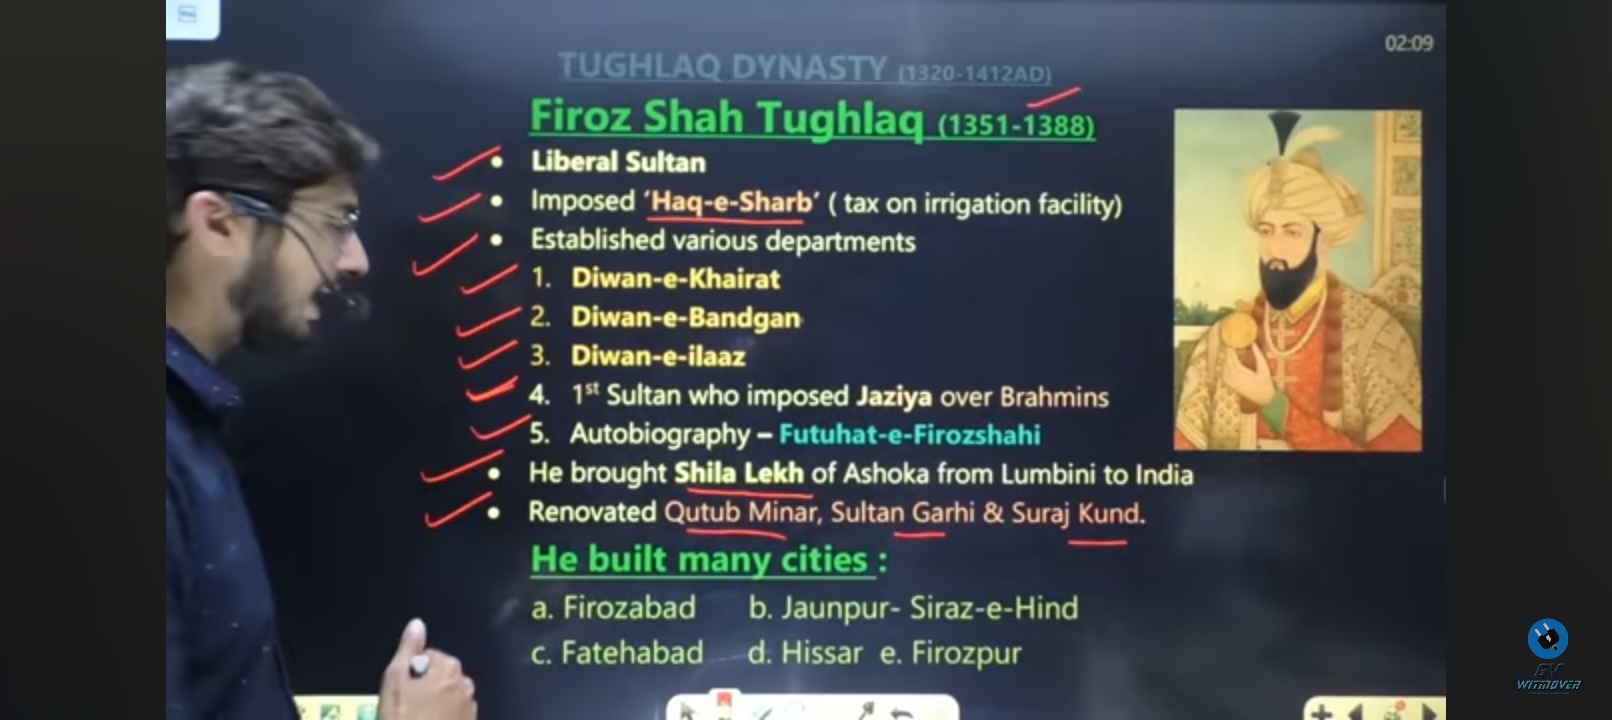 02:09
TUGHLAQ DYNASTY (1320-1412AD)
Firoz Shah Tughlaq (1351-1388)
• Liberal Sultan
• Imposed ‘Haq-e-Sharb’ ( tax on irrigation facility)
• Established various departments
1. Diwan-e-Khairat
2. Diwan-e-Bandgan
3. Diwan-e-ilaaz
4. 1st Sultan who imposed Jaziya over Brahmins
5. Autobiography – Futuhat-e-Firozshahi
• He brought Shila Lekh of Ashoka from Lumbini to India
• Renovated Qutub Minar, Sultan Garhi & Suraj Kund.
He built many cities :
a. Firozabad b. Jaunpur- Siraz-e-Hind
c. Fatehabad d. Hissar e. Firozpur